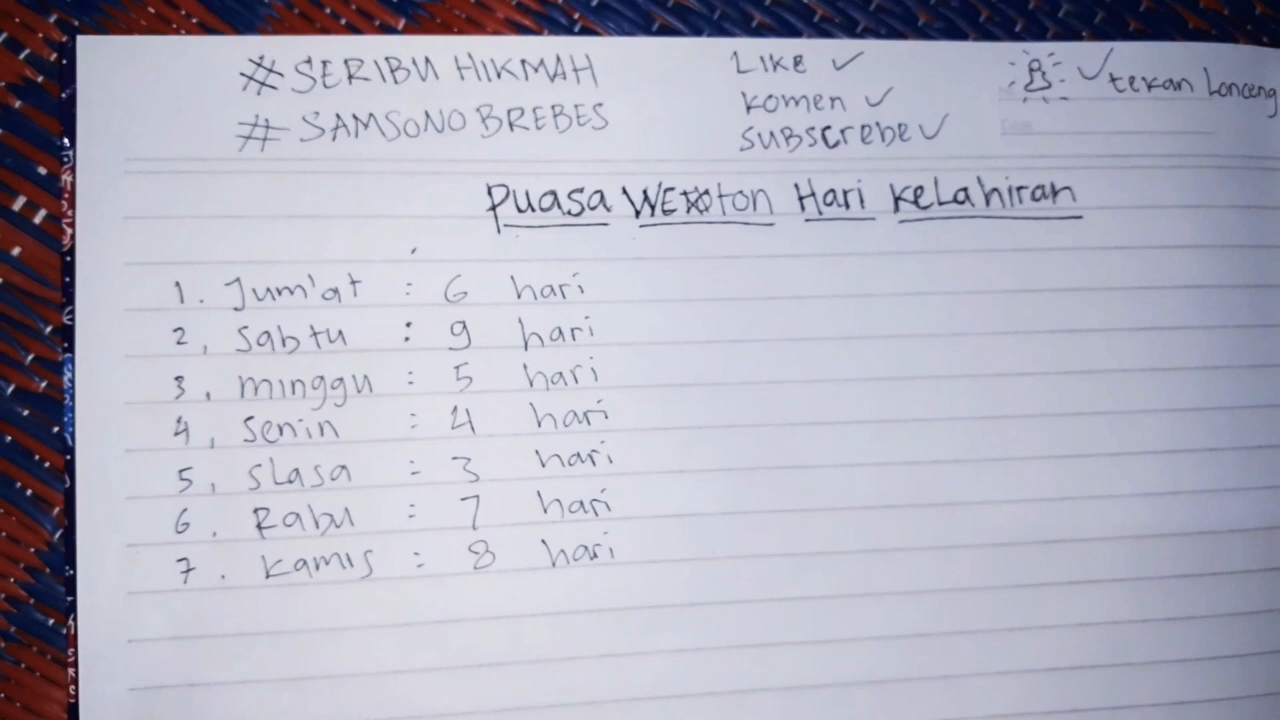 # SERIBU HIKMAH
# SAMSONO BREBES
LIKE ✓
komen ✓
SUBScrebe ✓
✓ tekan Lonceng
Date
Puasa WEton Hari KeLahiran
1. Jum'at : 6 hari
2, Sabtu : 9 hari
3, minggu : 5 hari
4, Senin : 4 hari
5, sLasa : 3 hari
6. Rabu : 7 hari
7. Kamis : 8 hari